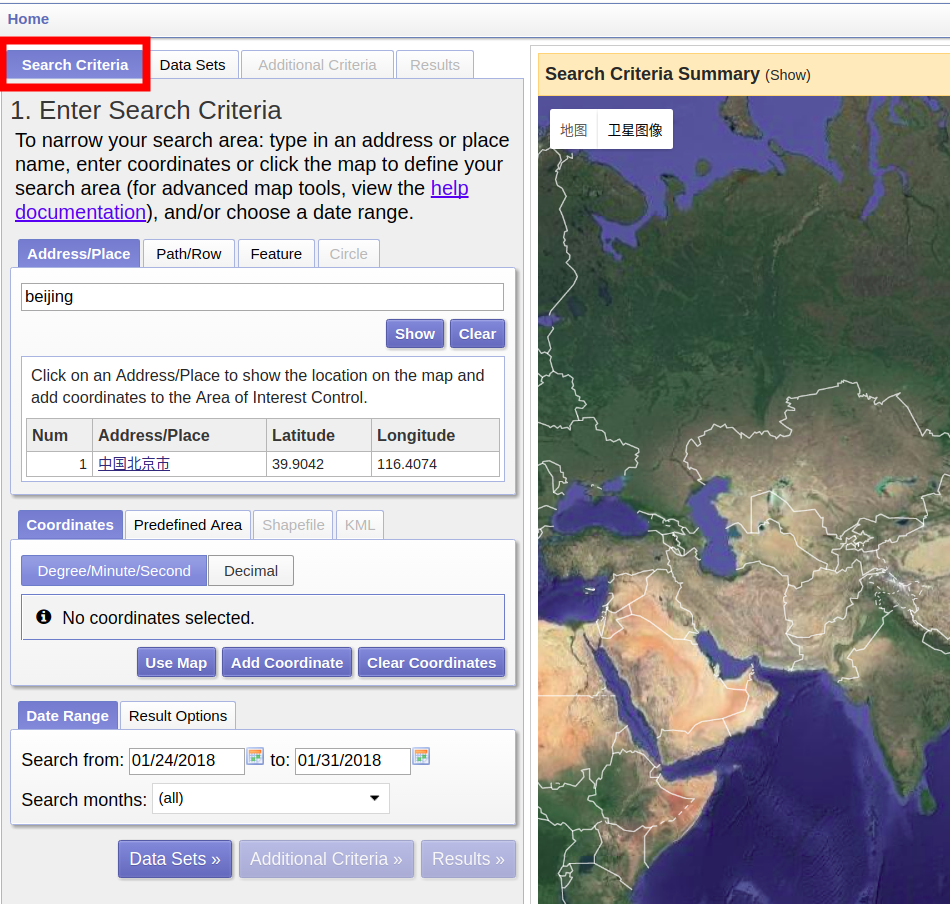 Home
Search Criteria
Data Sets
Additional Criteria
Results
Search Criteria Summary (Show)
1. Enter Search Criteria
To narrow your search area: type in an address or place
name, enter coordinates or click the map to define your
search area (for advanced map tools, view the help
documentation), and/or choose a date range.
地图
卫星图像
Address/Place
Path/Row
Feature
Circle
beijing
Show
Clear
Click on an Address/Place to show the location on the map and
add coordinates to the Area of Interest Control.
Num Address/Place Latitude Longitude
1 中国北京市 39.9042 116.4074
Coordinates
Predefined Area
Shapefile
KML
Degree/Minute/Second
Decimal
No coordinates selected.
Use Map
Add Coordinate
Clear Coordinates
Date Range
Result Options
Search from: 01/24/2018 to: 01/31/2018
Search months: (all)
Data Sets »
Additional Criteria »
Results »